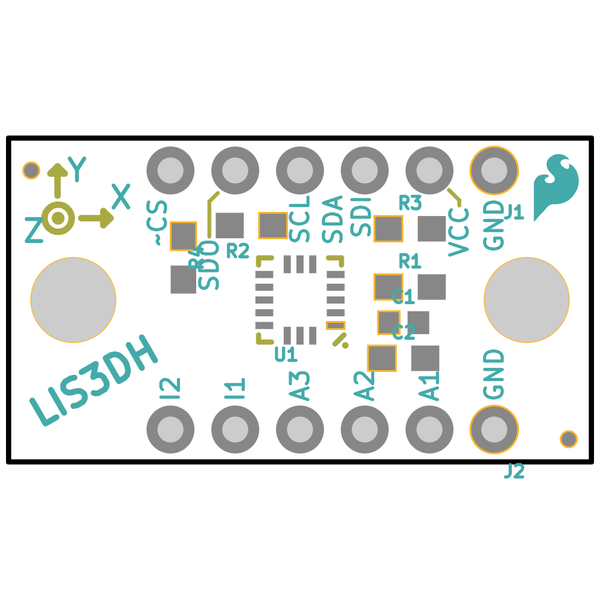 Y
X
Z
~CS
SDO
SCL
SDA
SDI
VCC
GND
J1
R3
R4
R2
R1
C1
C2
U1
LIS3DH
I2
I1
A3
A2
A1
GND
J2